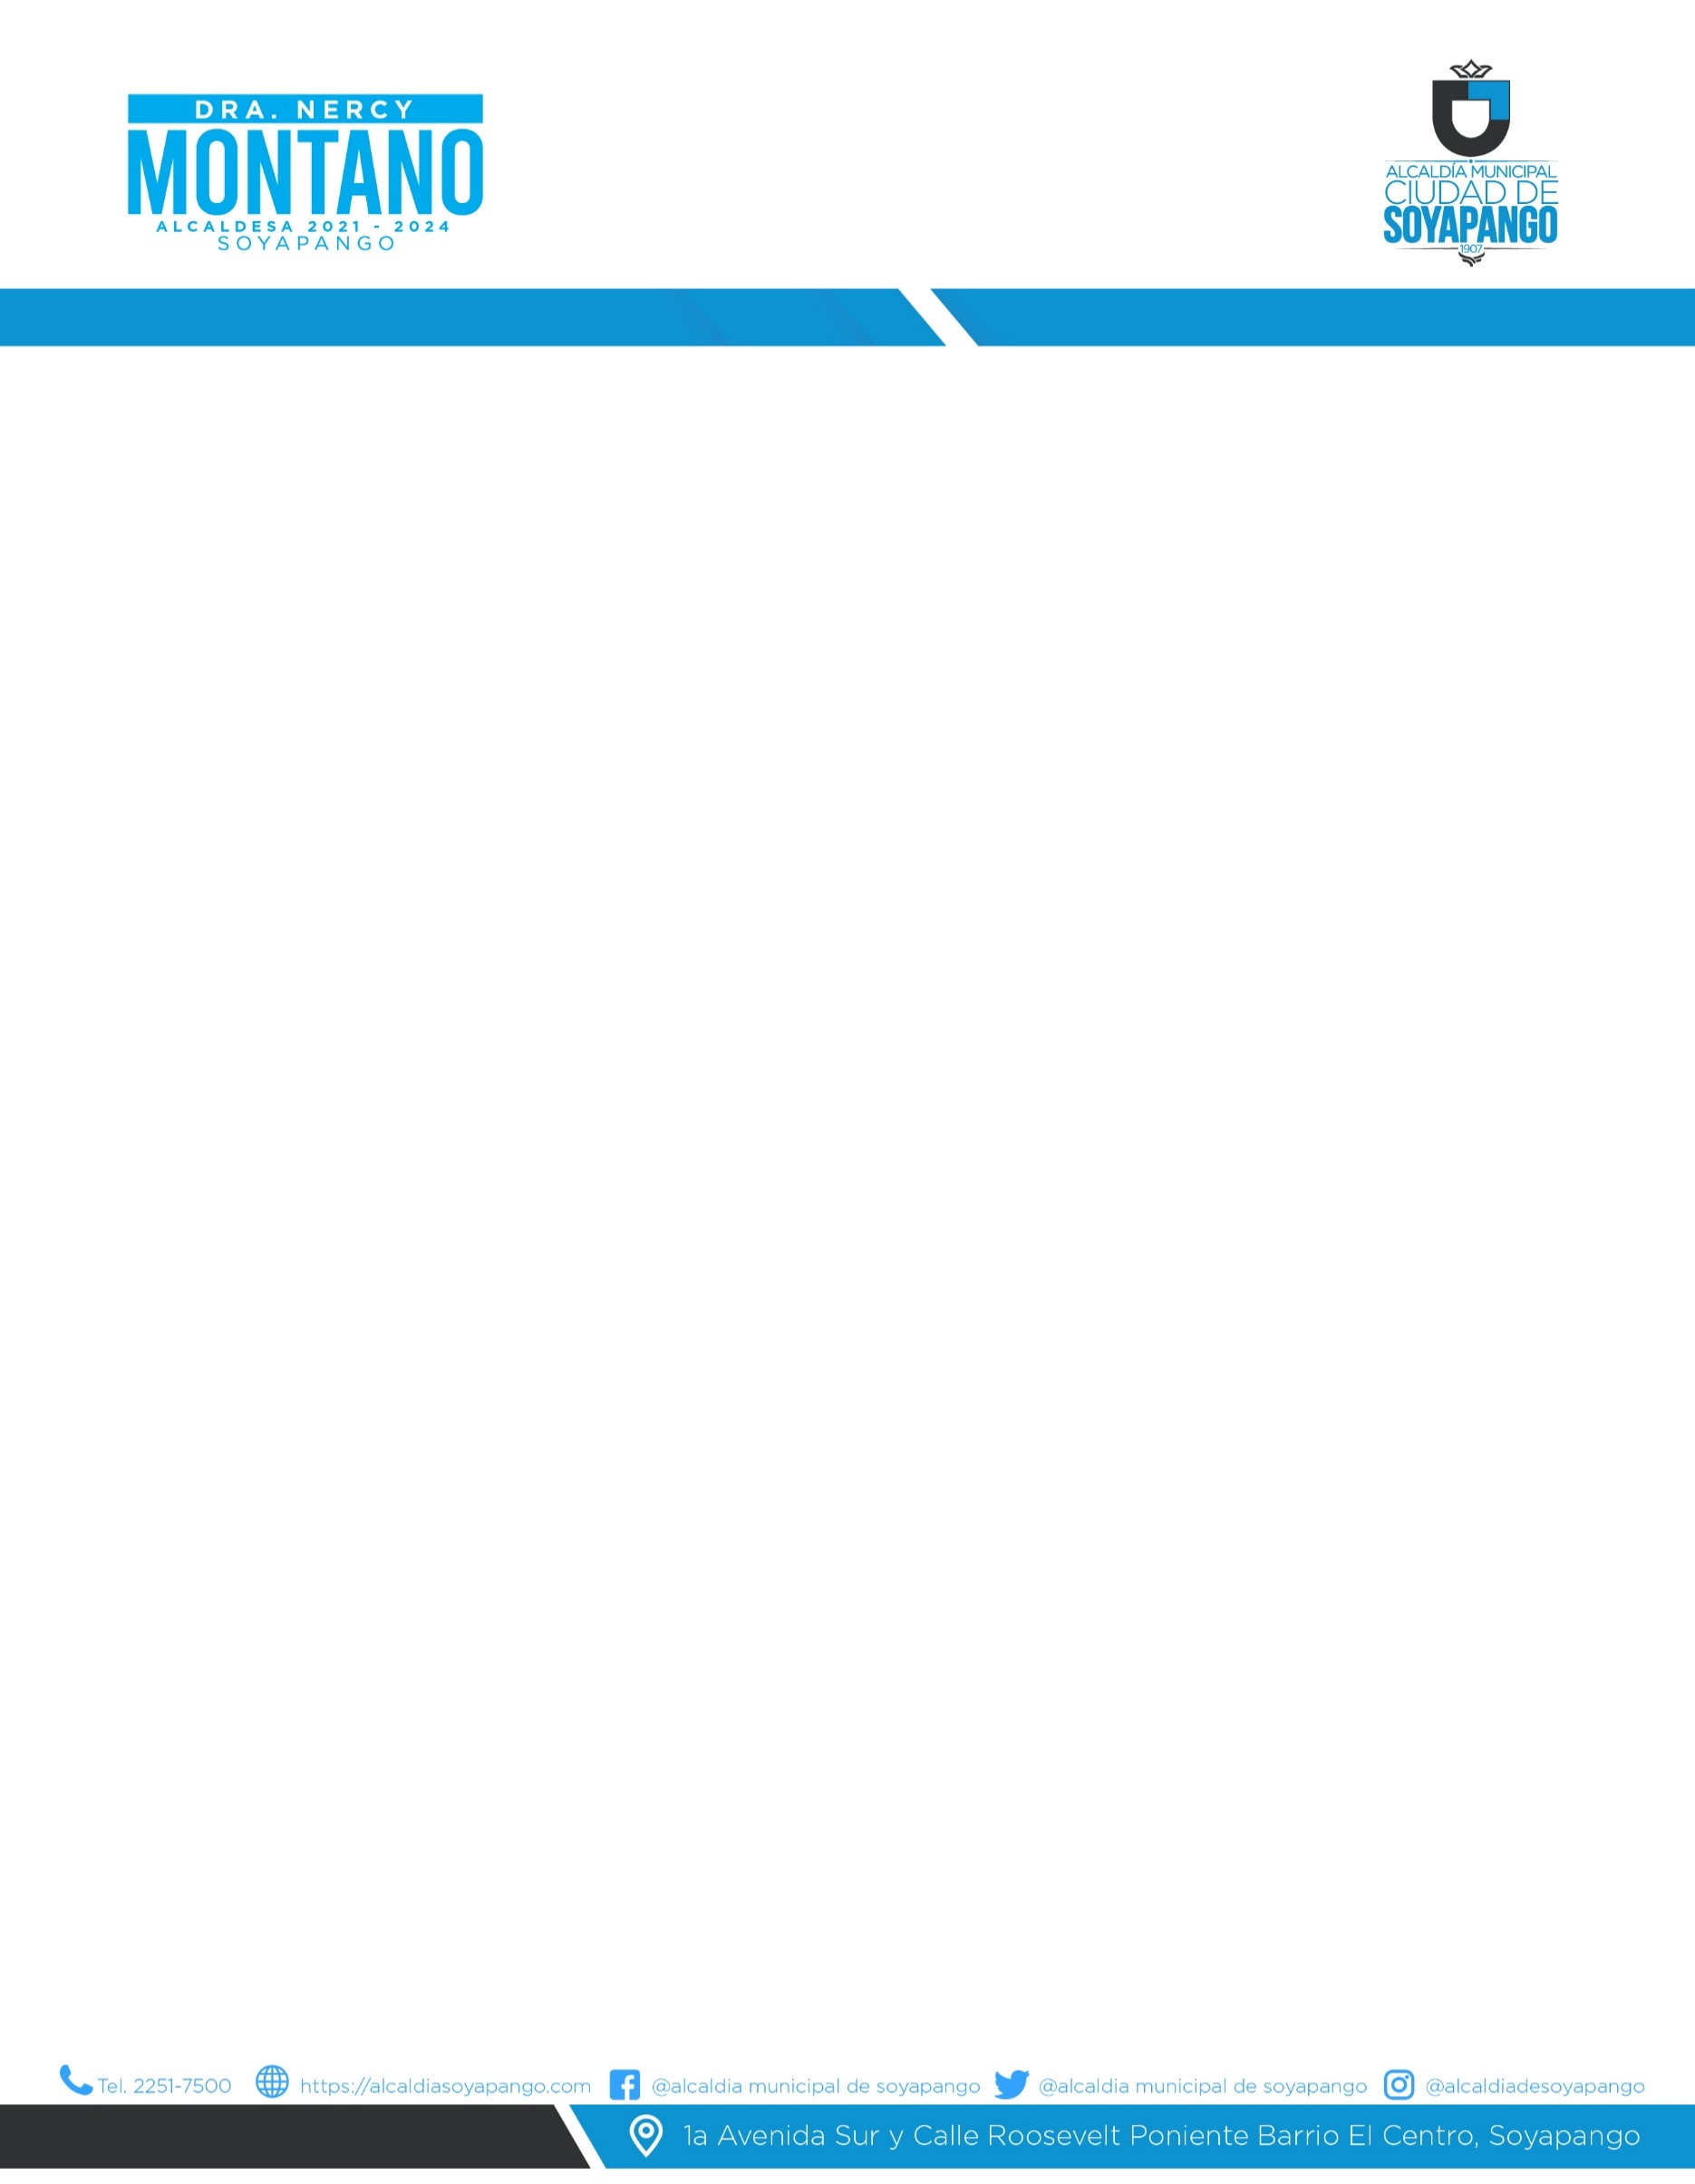 DRA. NERCY
MONTANO
ALCALDESA 2021 - 2024
SOYAPANGO
ALCALDÍA MUNICIPAL
CIUDAD DE
SOYAPANGO
1907
Tel. 2251-7500 https://alcaldiasoyapango.com @alcaldia municipal de soyapango @alcaldia municipal de soyapango @alcaldiadesoyapango
1a Avenida Sur y Calle Roosevelt Poniente Barrio El Centro, Soyapango